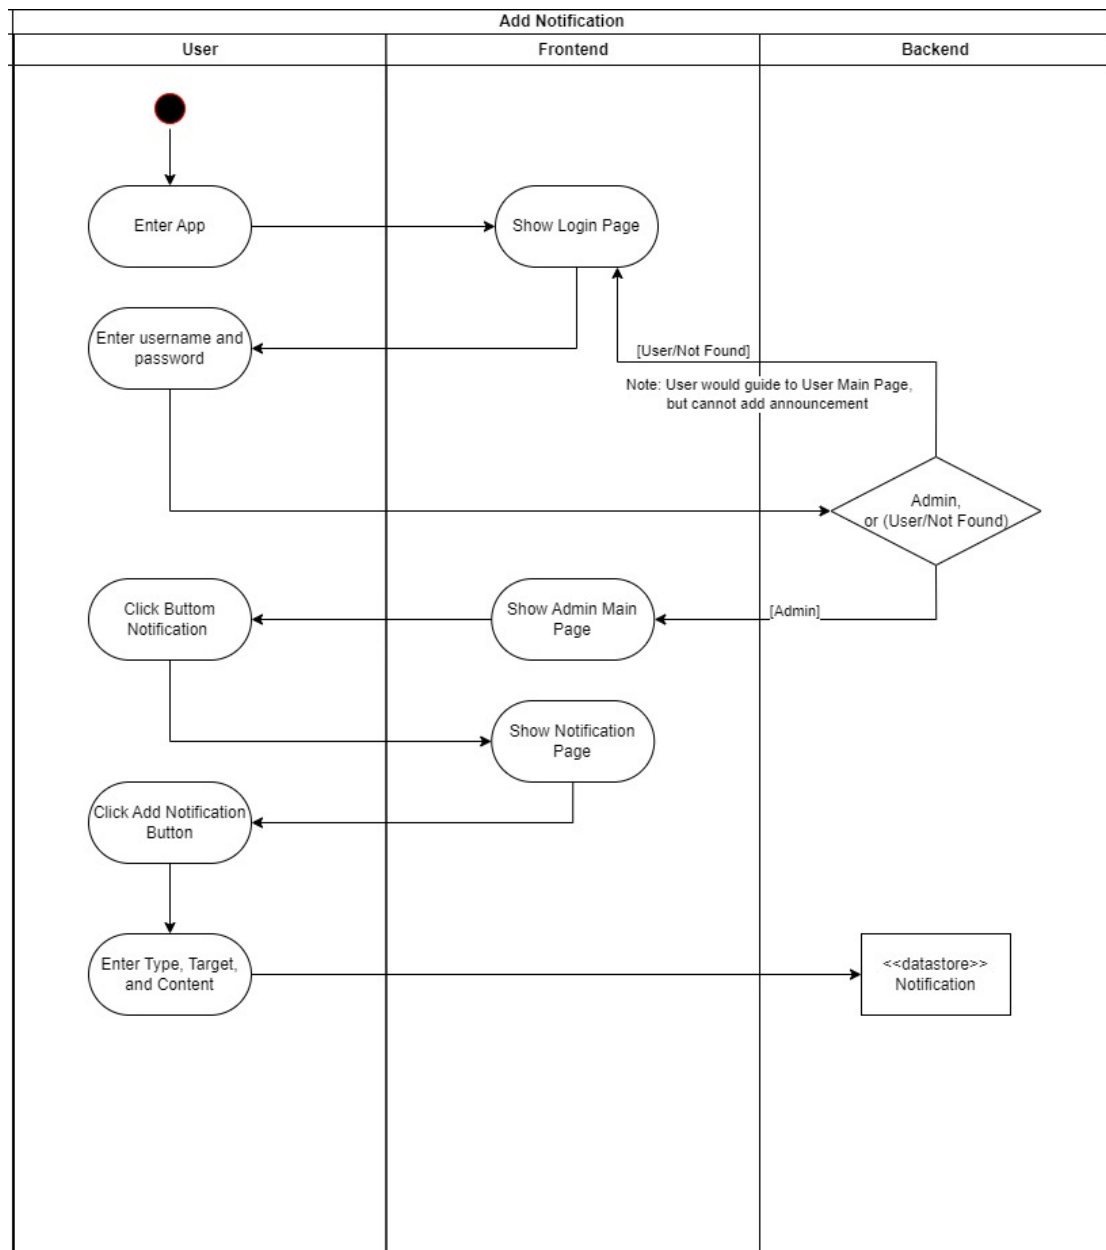 Add Notification
User
Frontend
Backend
Enter App
Show Login Page
Enter username and
password
[User/Not Found]
Note: User would guide to User Main Page,
but cannot add announcement
Admin,
or (User/Not Found)
Click Buttom
Notification
Show Admin Main
Page
[Admin]
Show Notification
Page
Click Add Notification
Button
Enter Type, Target,
and Content
<<datastore>>
Notification